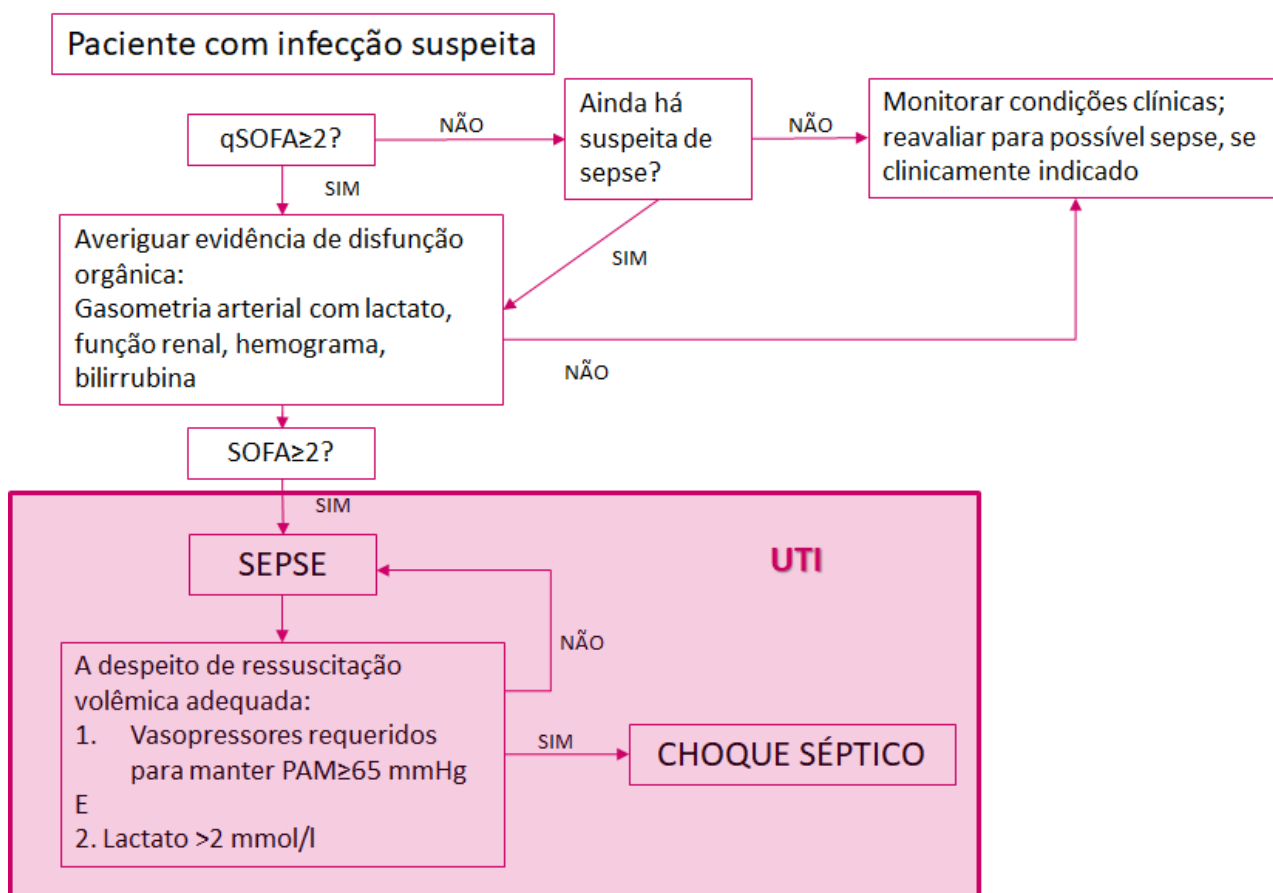 Paciente com infecção suspeita
qSOFA≥2?
NÃO
Ainda há
suspeita de
sepse?
NÃO
Monitorar condições clínicas;
reavaliar para possível sepse, se
clinicamente indicado
SIM
SIM
Averiguar evidência de disfunção
orgânica:
Gasometria arterial com lactato,
função renal, hemograma,
bilirrubina
NÃO
SOFA≥2?
SIM
SEPSE
UTI
NÃO
A despeito de ressuscitação
volêmica adequada:
1. Vasopressores requeridos
para manter PAM≥65 mmHg
E
2. Lactato >2 mmol/l
SIM
CHOQUE SÉPTICO